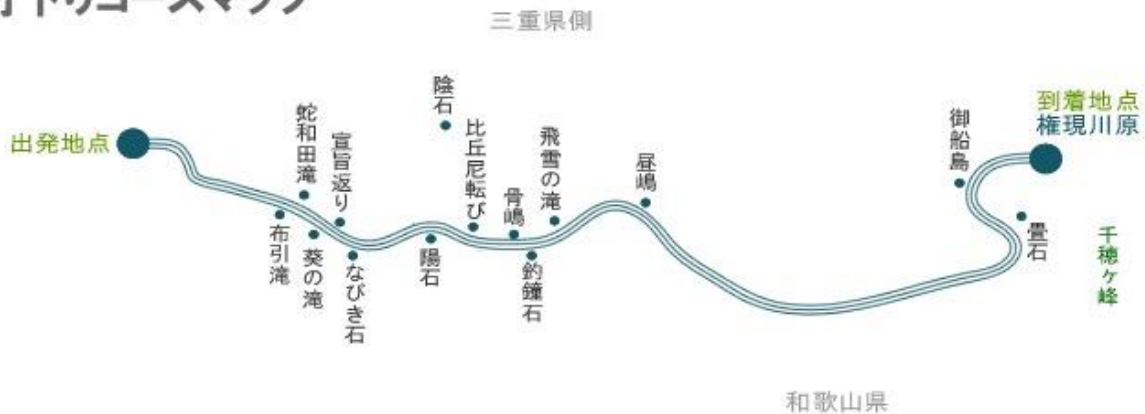 下りコースマップ
三重県側
出発地点
蛇和田滝
宣旨返り
陰石
比丘尼転び
骨嶋
飛雪の滝
昼嶋
御船島
到着地点
権現川原
布引滝
葵の滝
なびき石
陽石
釣鐘石
畳石
千穂ヶ峰
和歌山県